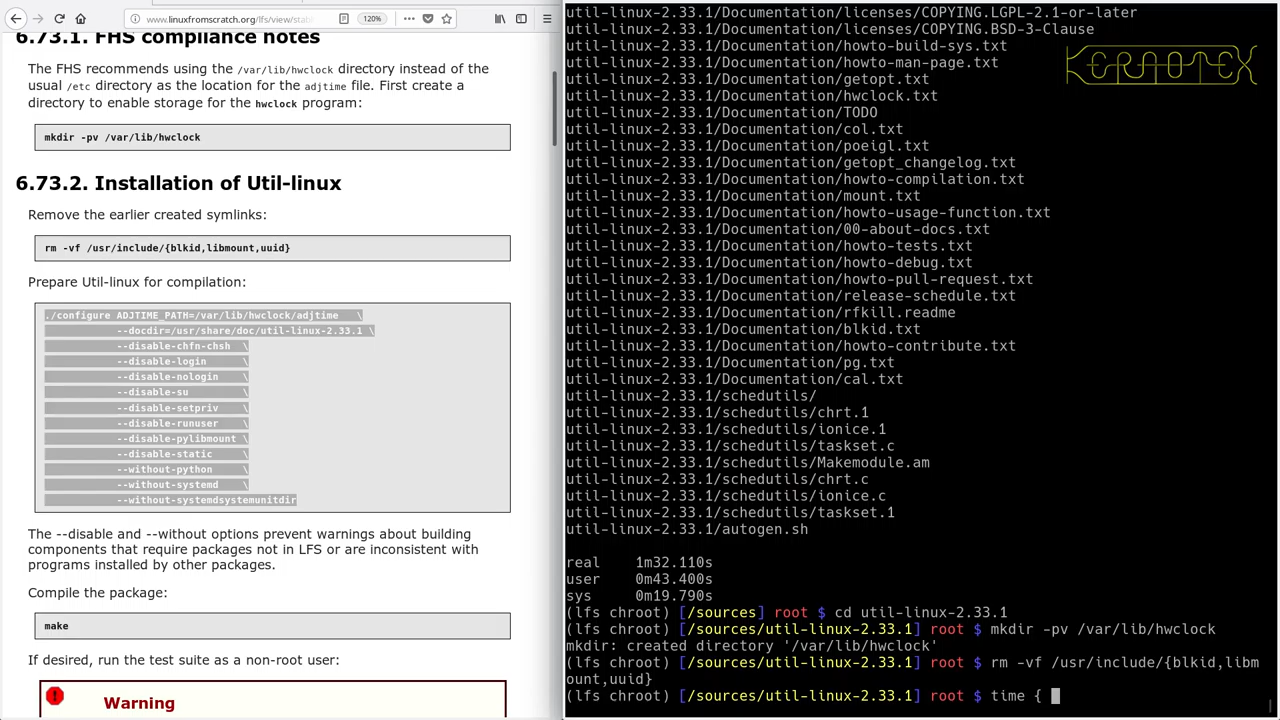 www.linuxfromscratch.org/lfs/view/stab
120%
6.73.1. FHS compliance notes
The FHS recommends using the /var/lib/hwclock directory instead of the
usual /etc directory as the location for the adjtime file. First create a
directory to enable storage for the hwclock program:
mkdir -pv /var/lib/hwclock
6.73.2. Installation of Util-linux
Remove the earlier created symlinks:
rm -vf /usr/include/{blkid,libmount,uuid}
Prepare Util-linux for compilation:
./configure ADJTIME_PATH=/var/lib/hwclock/adjtime \
--docdir=/usr/share/doc/util-linux-2.33.1 \
--disable-chfn-chsh \
--disable-login \
--disable-nologin \
--disable-su \
--disable-setpriv \
--disable-runuser \
--disable-pylibmount \
--disable-static \
--without-python \
--without-systemd \
--without-systemdsystemunitdir
The --disable and --without options prevent warnings about building
components that require packages not in LFS or are inconsistent with
programs installed by other packages.
Compile the package:
make
If desired, run the test suite as a non-root user:
Warning
util-linux-2.33.1/Documentation/licenses/COPYING.LGPL-2.1-or-later
util-linux-2.33.1/Documentation/licenses/COPYING.BSD-3-Clause
util-linux-2.33.1/Documentation/howto-build-sys.txt
util-linux-2.33.1/Documentation/howto-man-page.txt
util-linux-2.33.1/Documentation/getopt.txt
util-linux-2.33.1/Documentation/hwclock.txt
util-linux-2.33.1/Documentation/TODO
util-linux-2.33.1/Documentation/col.txt
util-linux-2.33.1/Documentation/poeigl.txt
util-linux-2.33.1/Documentation/getopt_changelog.txt
util-linux-2.33.1/Documentation/howto-compilation.txt
util-linux-2.33.1/Documentation/mount.txt
util-linux-2.33.1/Documentation/howto-usage-function.txt
util-linux-2.33.1/Documentation/00-about-docs.txt
util-linux-2.33.1/Documentation/howto-tests.txt
util-linux-2.33.1/Documentation/howto-debug.txt
util-linux-2.33.1/Documentation/howto-pull-request.txt
util-linux-2.33.1/Documentation/release-schedule.txt
util-linux-2.33.1/Documentation/rfkill.readme
util-linux-2.33.1/Documentation/blkid.txt
util-linux-2.33.1/Documentation/howto-contribute.txt
util-linux-2.33.1/Documentation/pg.txt
util-linux-2.33.1/Documentation/cal.txt
util-linux-2.33.1/schedutils/
util-linux-2.33.1/schedutils/chrt.1
util-linux-2.33.1/schedutils/ionice.1
util-linux-2.33.1/schedutils/taskset.c
util-linux-2.33.1/schedutils/Makemodule.am
util-linux-2.33.1/schedutils/chrt.c
util-linux-2.33.1/schedutils/ionice.c
util-linux-2.33.1/schedutils/taskset.1
util-linux-2.33.1/autogen.sh
real 1m32.110s
user 0m43.400s
sys 0m19.790s
(lfs chroot) [/sources] root $ cd util-linux-2.33.1
(lfs chroot) [/sources/util-linux-2.33.1] root $ mkdir -pv /var/lib/hwclock
mkdir: created directory '/var/lib/hwclock'
(lfs chroot) [/sources/util-linux-2.33.1] root $ rm -vf /usr/include/{blkid,libm
ount,uuid}
(lfs chroot) [/sources/util-linux-2.33.1] root $ time {